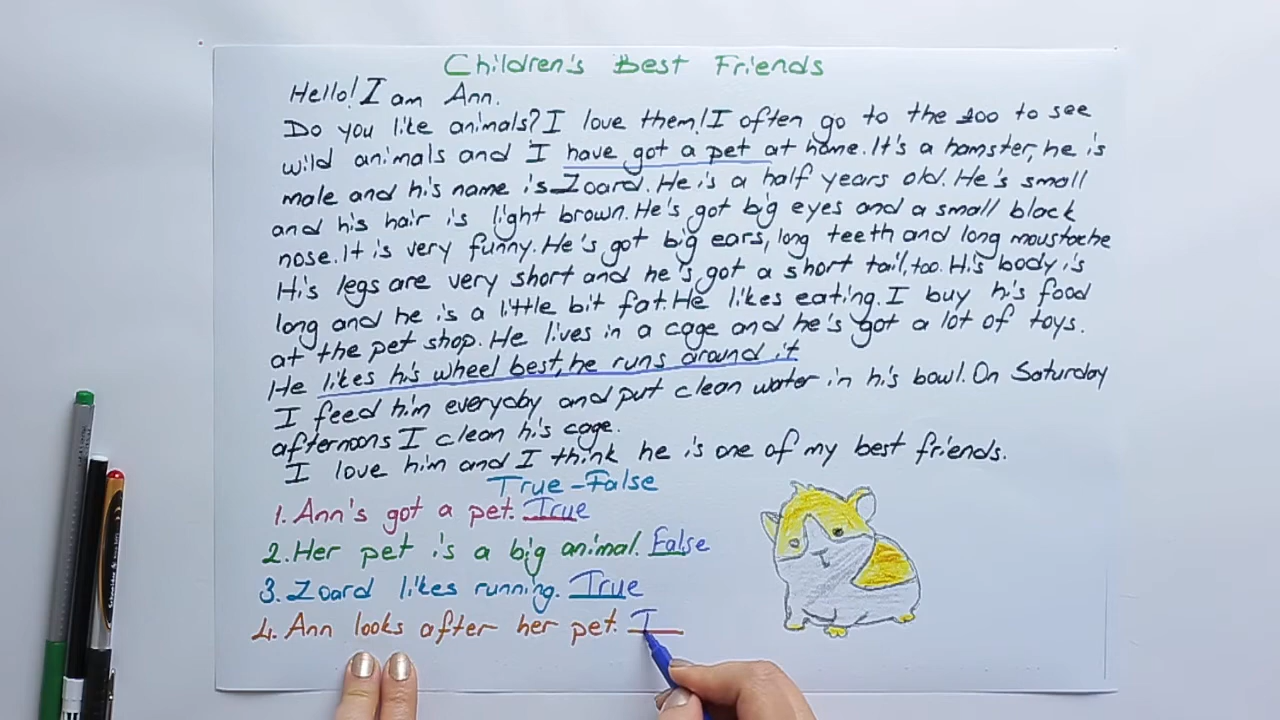 Children's Best Friends
Hello! I am Ann.
Do you like animals? I love them! I often go to the zoo to see
wild animals and I have got a pet at home. It's a hamster, he is
male and his name is Zoard. He is a half years old. He's small
and his hair is light brown. He's got big eyes and a small black
nose. It is very funny. He's got big ears, long teeth and long moustache
His legs are very short and he's got a short tail, too. His body is
long and he is a little bit fat. He likes eating. I buy his food
at the pet shop. He lives in a cage and he's got a lot of toys.
He likes his wheel best, he runs around it
I feed him everyday and put clean water in his bowl. On Saturday
afternoons I clean his cage.
I love him and I think he is one of my best friends.
True - False
1. Ann's got a pet. True
2. Her pet is a big animal. False
3. Zoard likes running. True
4. Ann looks after her pet. T